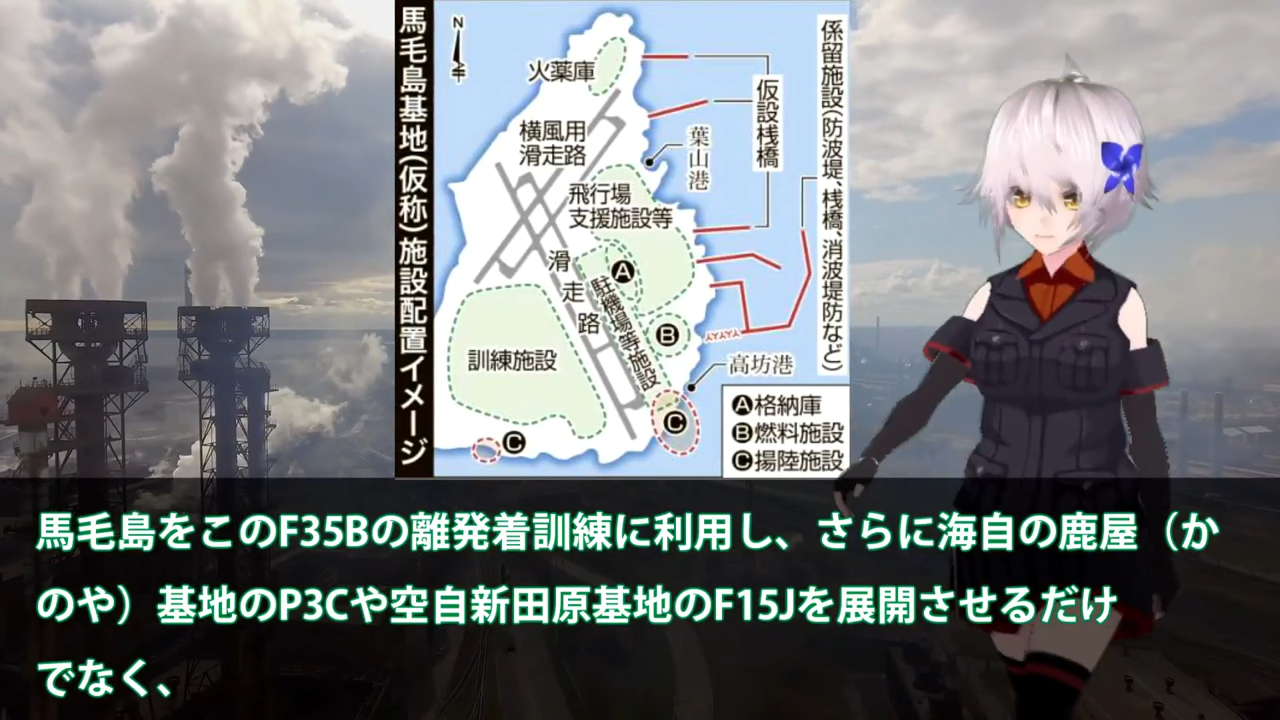 馬毛島基地(仮称)施設配置イメージ
N
火薬庫
横風用
滑走路
仮設桟橋
葉山港
係留施設(防波堤、桟橋、消波堤防など)
飛行場
支援施設等
滑走路
A
駐機場等施設
B
訓練施設
高坊港
C
C
A格納庫
B燃料施設
C揚陸施設
馬毛島をこのF35Bの離発着訓練に利用し、さらに海自の鹿屋（か
のや）基地のP3Cや空自新田原基地のF15Jを展開させるだけ
でなく、